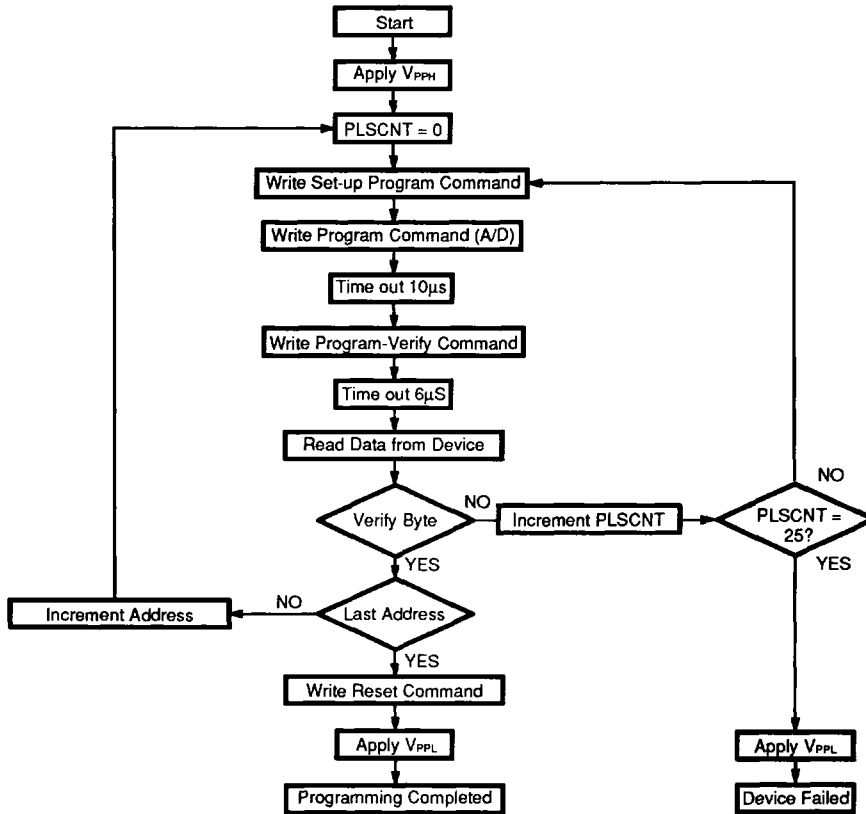 Start
Apply VPPH
PLSCNT = 0
Write Set-up Program Command
Write Program Command (A/D)
Time out 10µs
Write Program-Verify Command
Time out 6µS
Read Data from Device
Verify Byte
NO
Increment PLSCNT
PLSCNT =
25?
NO
YES
YES
Last Address
NO
Increment Address
YES
Write Reset Command
Apply VPPL
Programming Completed
Apply VPPL
Device Failed